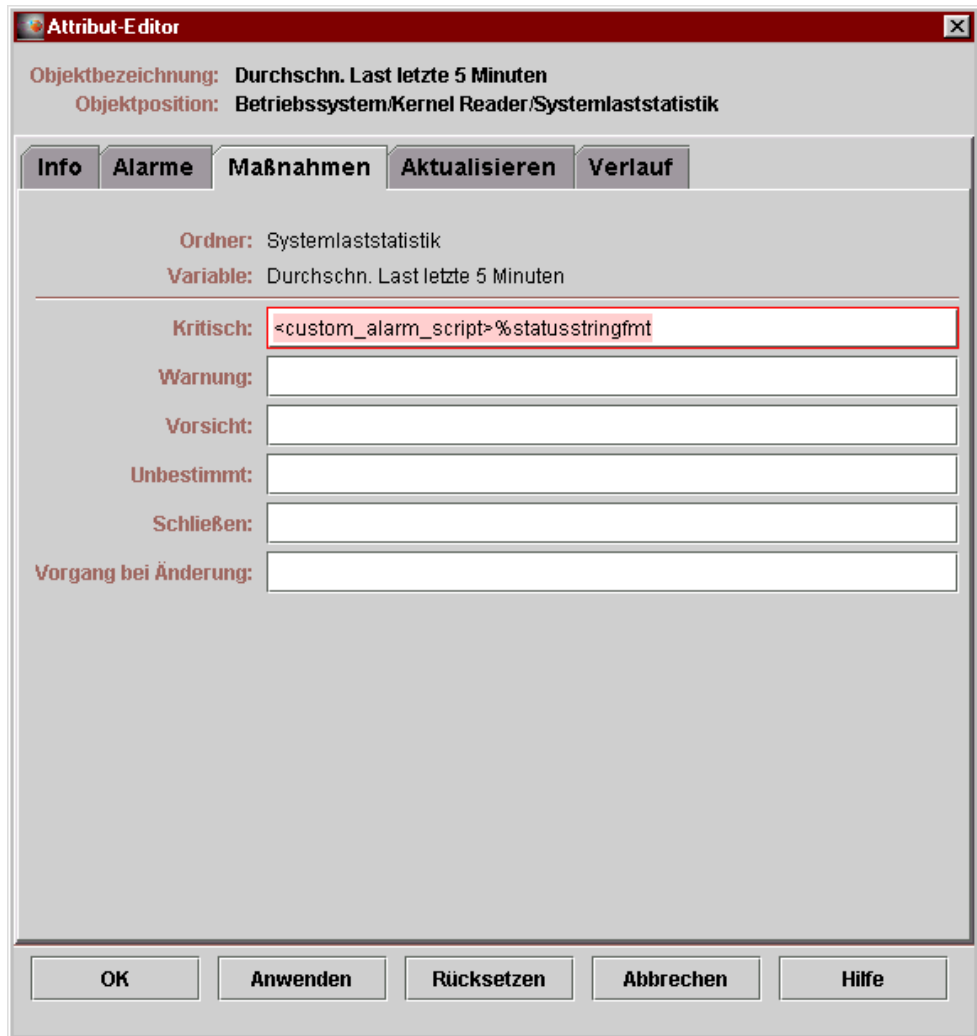 Attribut-Editor
Objektbezeichnung: Durchschn. Last letzte 5 Minuten
Objektposition: Betriebssystem/Kernel Reader/Systemlaststatistik
Info Alarme Maßnahmen Aktualisieren Verlauf
Ordner: Systemlaststatistik
Variable: Durchschn. Last letzte 5 Minuten
Kritisch: <custom_alarm_script>%statusstringfmt
Warnung:
Vorsicht:
Unbestimmt:
Schließen:
Vorgang bei Änderung:
OK Anwenden Rücksetzen Abbrechen Hilfe